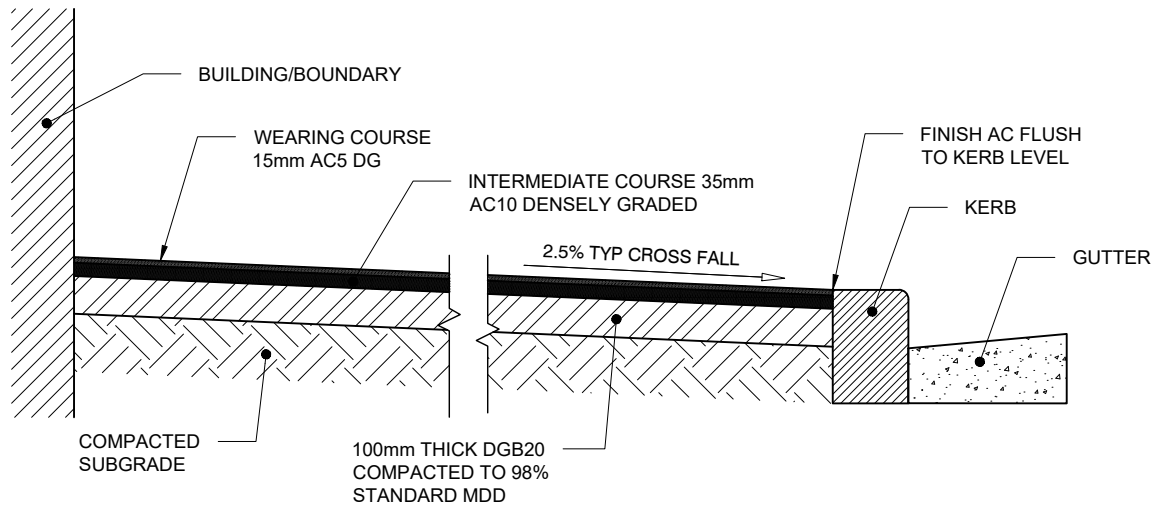 BUILDING/BOUNDARY
WEARING COURSE
15mm AC5 DG
FINISH AC FLUSH
TO KERB LEVEL
INTERMEDIATE COURSE 35mm
AC10 DENSELY GRADED
KERB
2.5% TYP CROSS FALL
GUTTER
COMPACTED
SUBGRADE
100mm THICK DGB20
COMPACTED TO 98%
STANDARD MDD